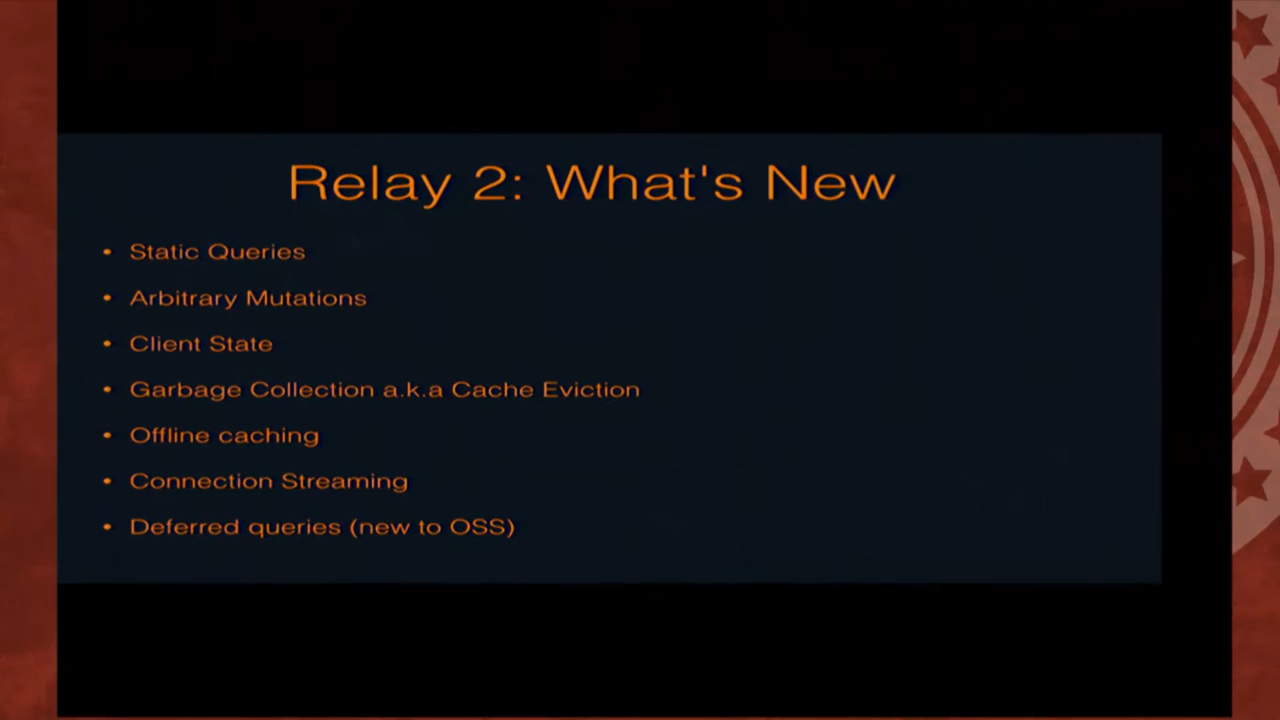 Relay 2: What's New
• Static Queries
• Arbitrary Mutations
• Client State
• Garbage Collection a.k.a Cache Eviction
• Offline caching
• Connection Streaming
• Deferred queries (new to OSS)